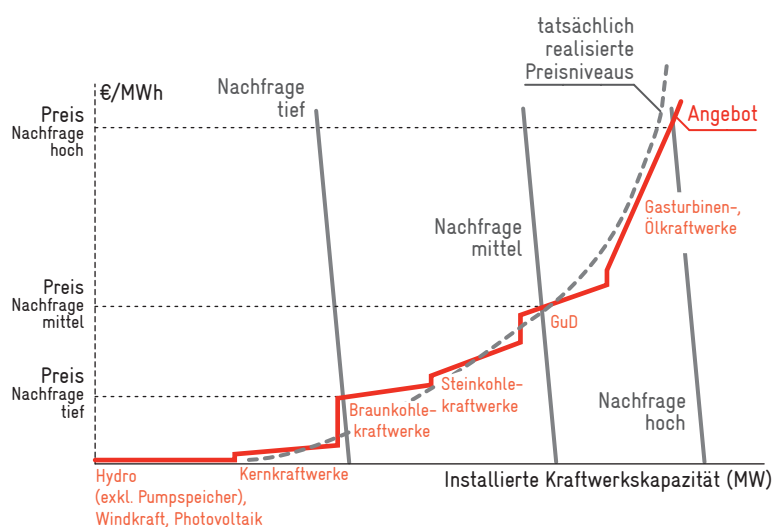 tatsächlich
realisierte
Preisniveaus
€/MWh
Nachfrage
tief
Preis
Nachfrage
hoch
Angebot
Gasturbinen-,
Ölkraftwerke
Nachfrage
mittel
Preis
Nachfrage
mittel
GuD
Preis
Nachfrage
tief
Steinkohle-
kraftwerke
Braunkohle-
kraftwerke
Nachfrage
hoch
Kernkraftwerke
Installierte Kraftwerkskapazität (MW)
Hydro
(exkl. Pumpspeicher),
Windkraft, Photovoltaik